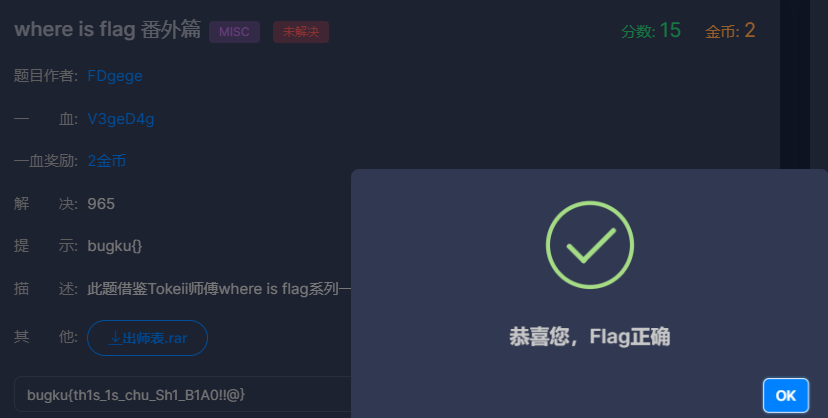 where is flag 番外篇 MISC 未解决 分数: 15 金币: 2
题目作者: FDgege
一 血: V3geD4g
一血奖励: 2金币
解 决: 965
提 示: bugku{}
描 述: 此题借鉴Tokeii师傅where is flag系列一
其 他: 出师表.rar
bugku{th1s_1s_chu_Sh1_B1A0!!@}
恭喜您，Flag正确
OK